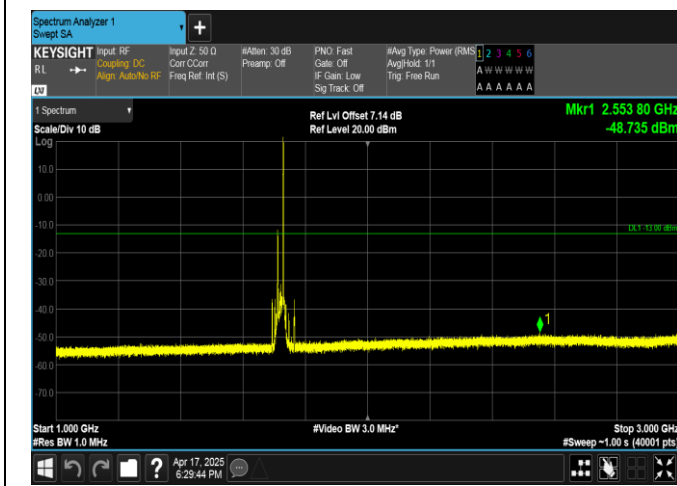 Spectrum Analyzer 1
Swept SA
+
KEYSIGHT
RL
LXI
Input: RF
Coupling: DC
Align: Auto/No RF
Input Z: 50 Ω
Corr CCorr
Freq Ref: Int (S)
#Atten: 30 dB
Preamp: Off
PNO: Fast
Gate: Off
IF Gain: Low
Sig Track: Off
#Avg Type: Power (RMS
Avg|Hold: 1/1
Trig: Free Run
1 2 3 4 5 6
A W W W W W
A A A A A A
1 Spectrum
Scale/Div 10 dB
Log
Ref Lvl Offset 7.14 dB
Ref Level 20.00 dBm
Mkr1 2.553 80 GHz
-48.735 dBm
10.0
0.00
-10.0
-20.0
-30.0
-40.0
-50.0
-60.0
-70.0
DL1 -13.00 dBm
1
Start 1.000 GHz
#Res BW 1.0 MHz
#Video BW 3.0 MHz*
Stop 3.000 GHz
#Sweep ~1.00 s (40001 pts)
?
Apr 17, 2025
6:29:44 PM